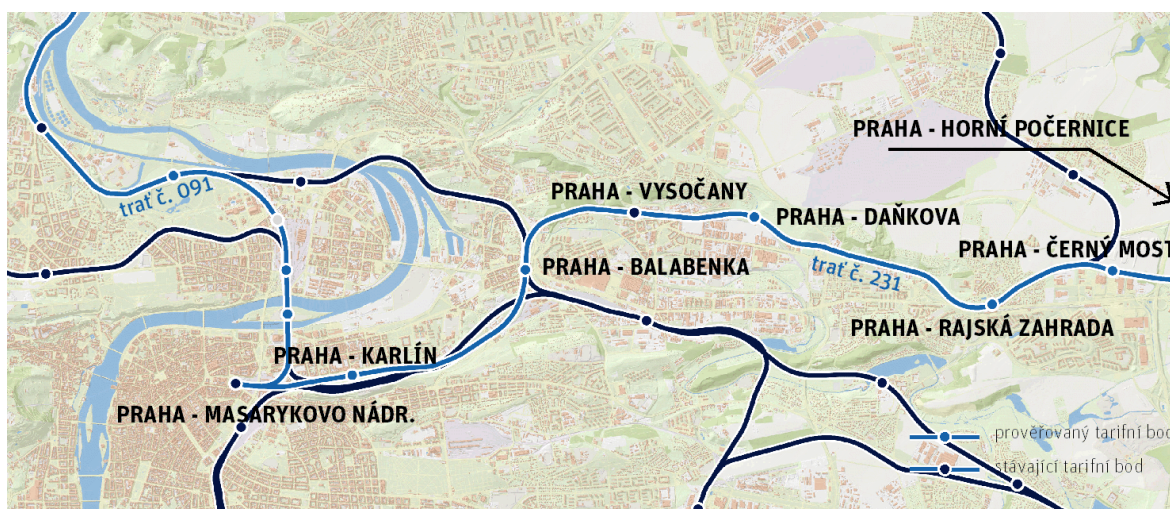 PRAHA - HORNÍ POČERNICE
trať č. 091
PRAHA - VYSOČANY
PRAHA - DAŇKOVA
PRAHA - ČERNÝ MOST
PRAHA - BALABENKA
trať č. 231
PRAHA - RAJSKÁ ZAHRADA
PRAHA - KARLÍN
PRAHA - MASARYKOVO NÁDR.
prověřovaný tarifní bod
stávající tarifní bod